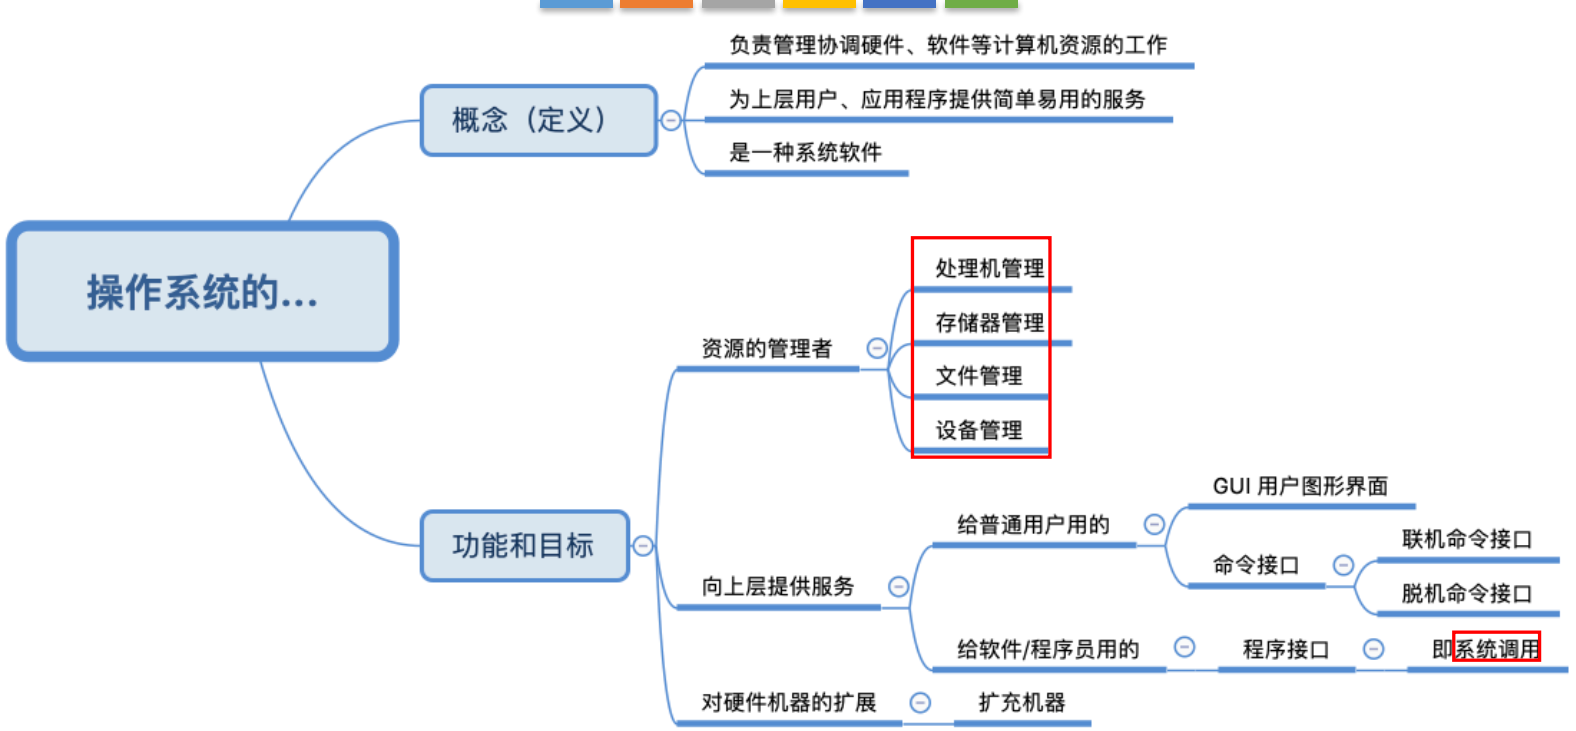 操作系统的...
概念（定义）
负责管理协调硬件、软件等计算机资源的工作
为上层用户、应用程序提供简单易用的服务
是一种系统软件
功能和目标
资源的管理者
处理机管理
存储器管理
文件管理
设备管理
向上层提供服务
给普通用户用的
GUI 用户图形界面
命令接口
联机命令接口
脱机命令接口
给软件/程序员用的
程序接口
即系统调用
对硬件机器的扩展
扩充机器